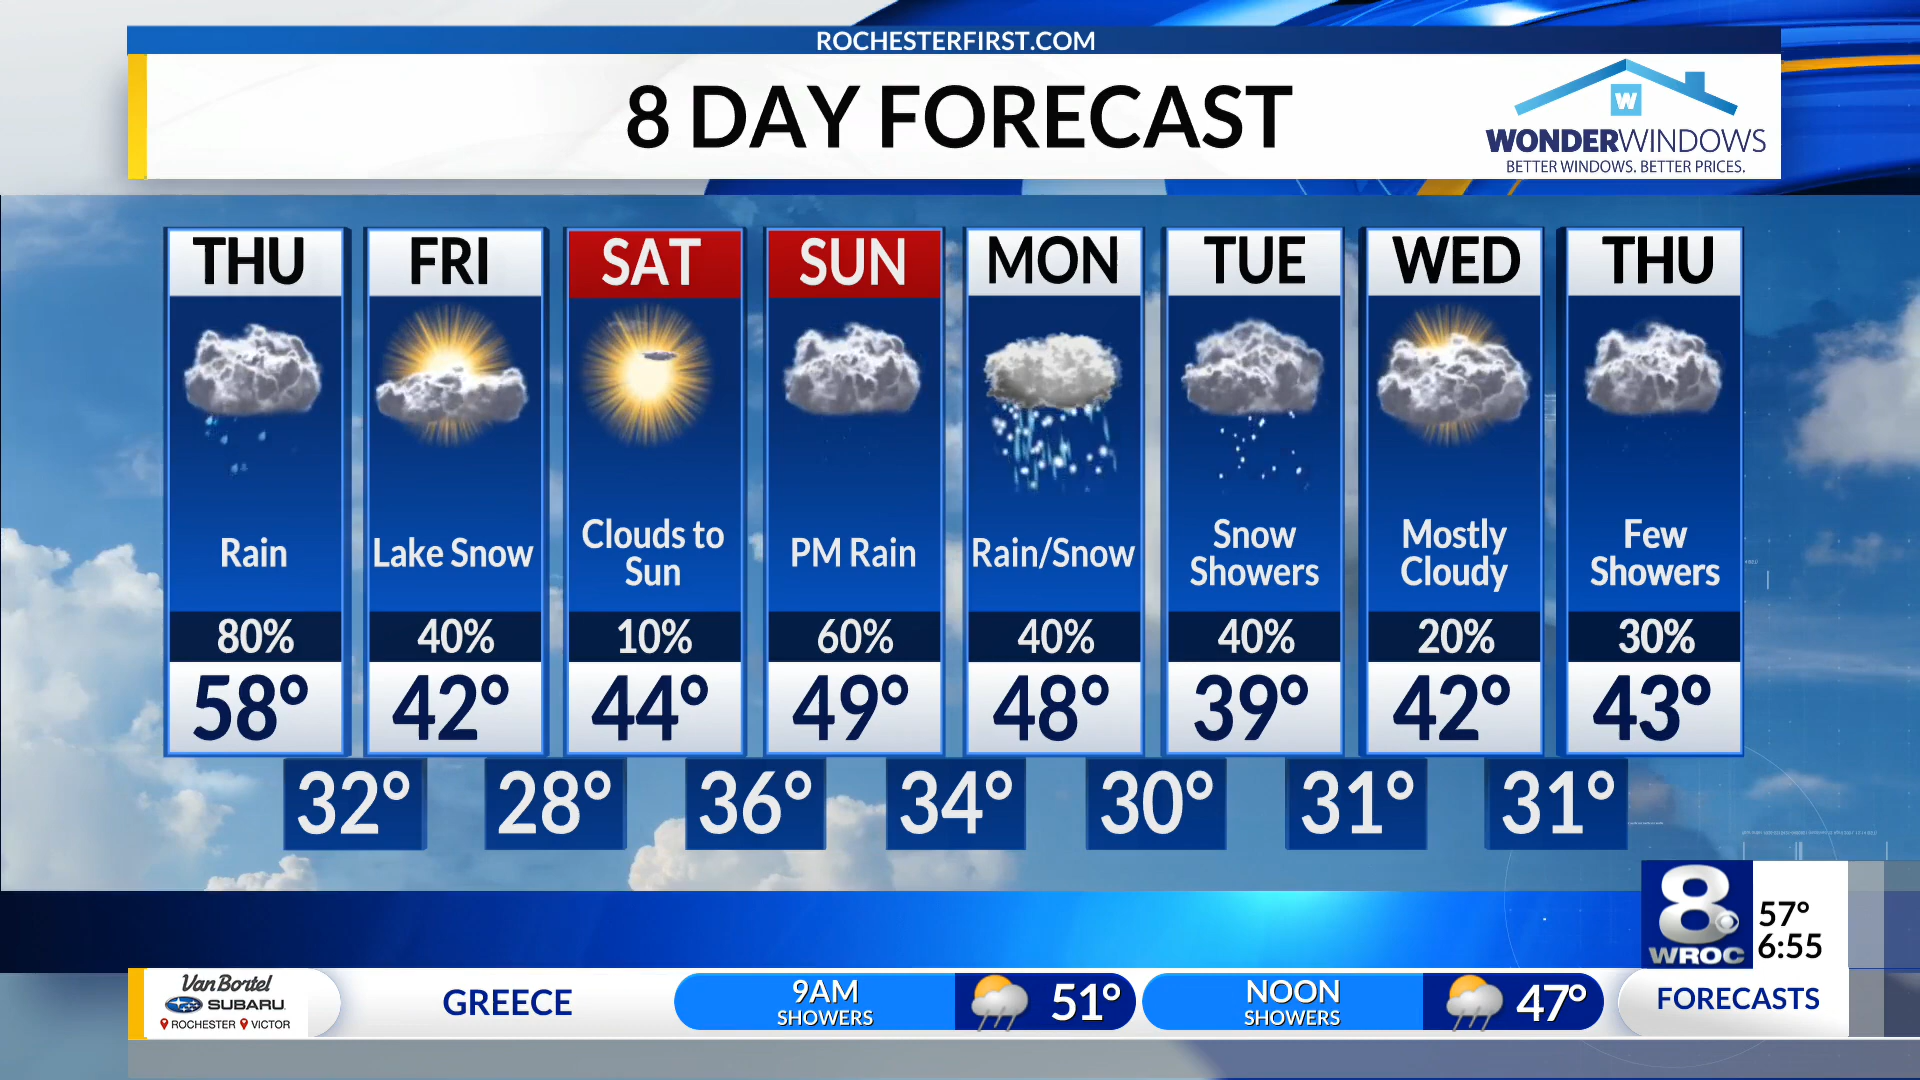 ROCHESTERFIRST.COM
8 DAY FORECAST
W
WONDERWINDOWS
BETTER WINDOWS. BETTER PRICES.
THU
Rain
80%
58°
FRI
Lake Snow
40%
42°
SAT
Clouds to
Sun
10%
44°
SUN
PM Rain
60%
49°
MON
Rain/Snow
40%
48°
TUE
Snow
Showers
40%
39°
WED
Mostly
Cloudy
20%
42°
THU
Few
Showers
30%
43°
32° 28° 36° 34° 30° 31° 31°
8
WROC
57°
6:55
Van Bortel
SUBARU
ROCHESTER VICTOR
GREECE
9AM
SHOWERS
51°
NOON
SHOWERS
47°
FORECASTS